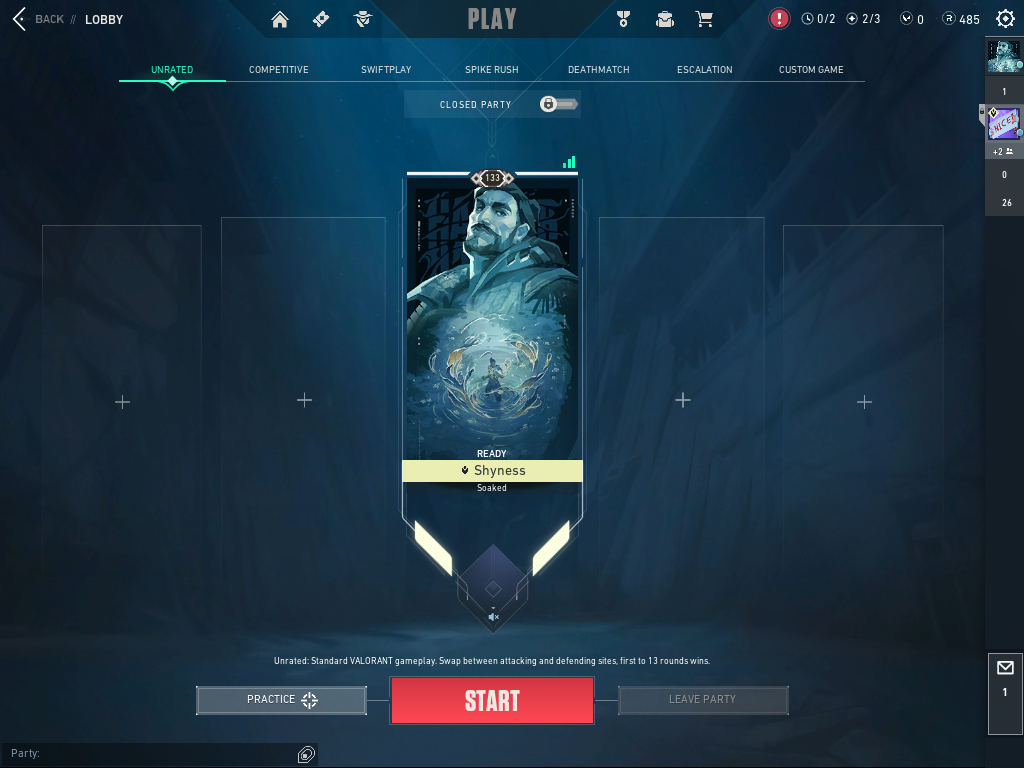 BACK // LOBBY
PLAY
0/2
2/3
0
485
UNRATED
COMPETITIVE
SWIFTPLAY
SPIKE RUSH
DEATHMATCH
ESCALATION
CUSTOM GAME
CLOSED PARTY
1
NICE!
+2
0
26
133
READY
Shyness
Soaked
Unrated: Standard VALORANT gameplay. Swap between attacking and defending sites, first to 13 rounds wins.
PRACTICE
START
LEAVE PARTY
1
Party: